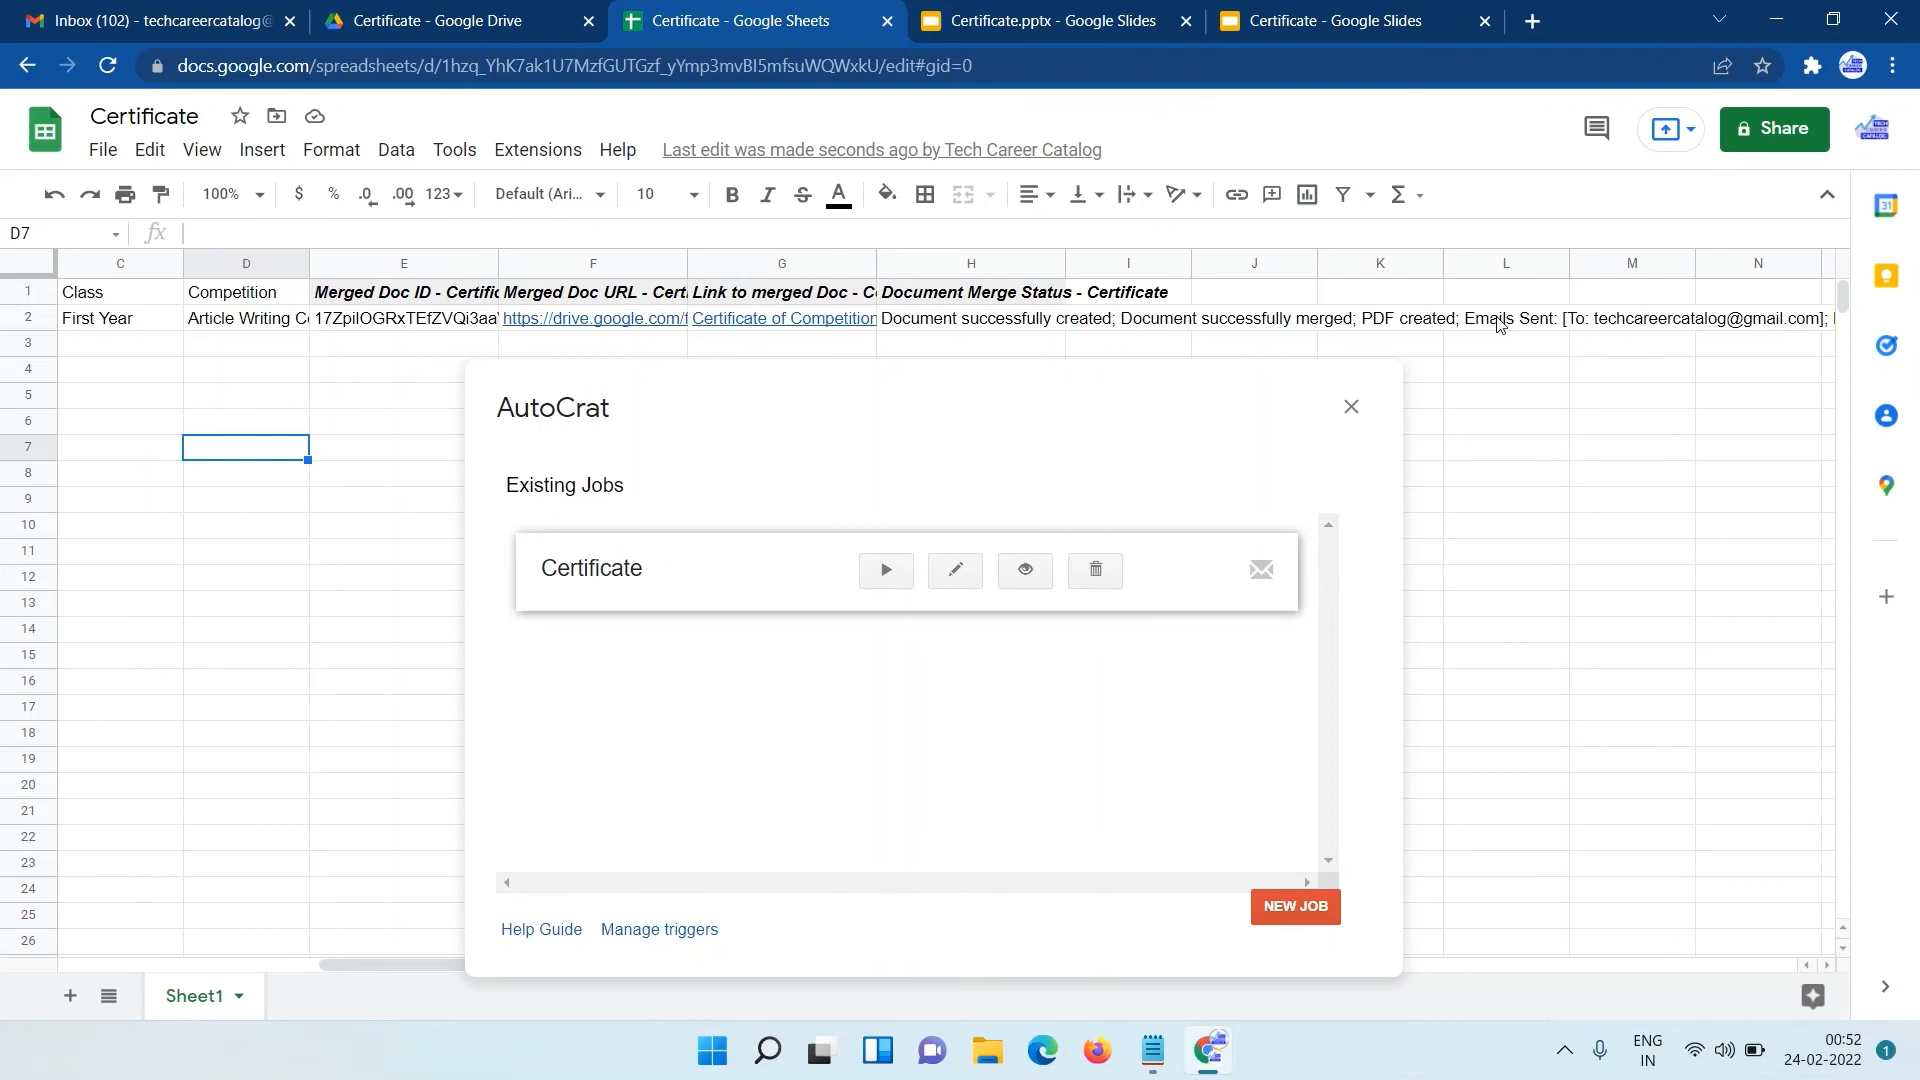 Inbox (102) - techcareercatalog@
Certificate - Google Drive
Certificate - Google Sheets
Certificate.pptx - Google Slides
Certificate - Google Slides
docs.google.com/spreadsheets/d/1hzq_YhK7ak1U7MzfGUTGzf_yYmp3mvBI5mfsuWQWxkU/edit#gid=0
Certificate
Share
File Edit View Insert Format Data Tools Extensions Help Last edit was made seconds ago by Tech Career Catalog
100% $ % .0 .00 123 Default (Ari... 10 B I S A
D7 fx
C D E F G H I J K L M N
1 Class Competition Merged Doc ID - Certific Merged Doc URL - Certi Link to merged Doc - C Document Merge Status - Certificate
2 First Year Article Writing C 17ZpilOGRxTEfZVQi3aa https://drive.google.com/f Certificate of Competition Document successfully created; Document successfully merged; PDF created; Emails Sent: [To: techcareercatalog@gmail.com];
3
4
5
6
7
8
9
10
11
12
13
14
15
16
17
18
19
20
21
22
23
24
25
26
AutoCrat
Existing Jobs
Certificate
NEW JOB
Help Guide Manage triggers
Sheet1
ENG
IN
00:52
24-02-2022
1